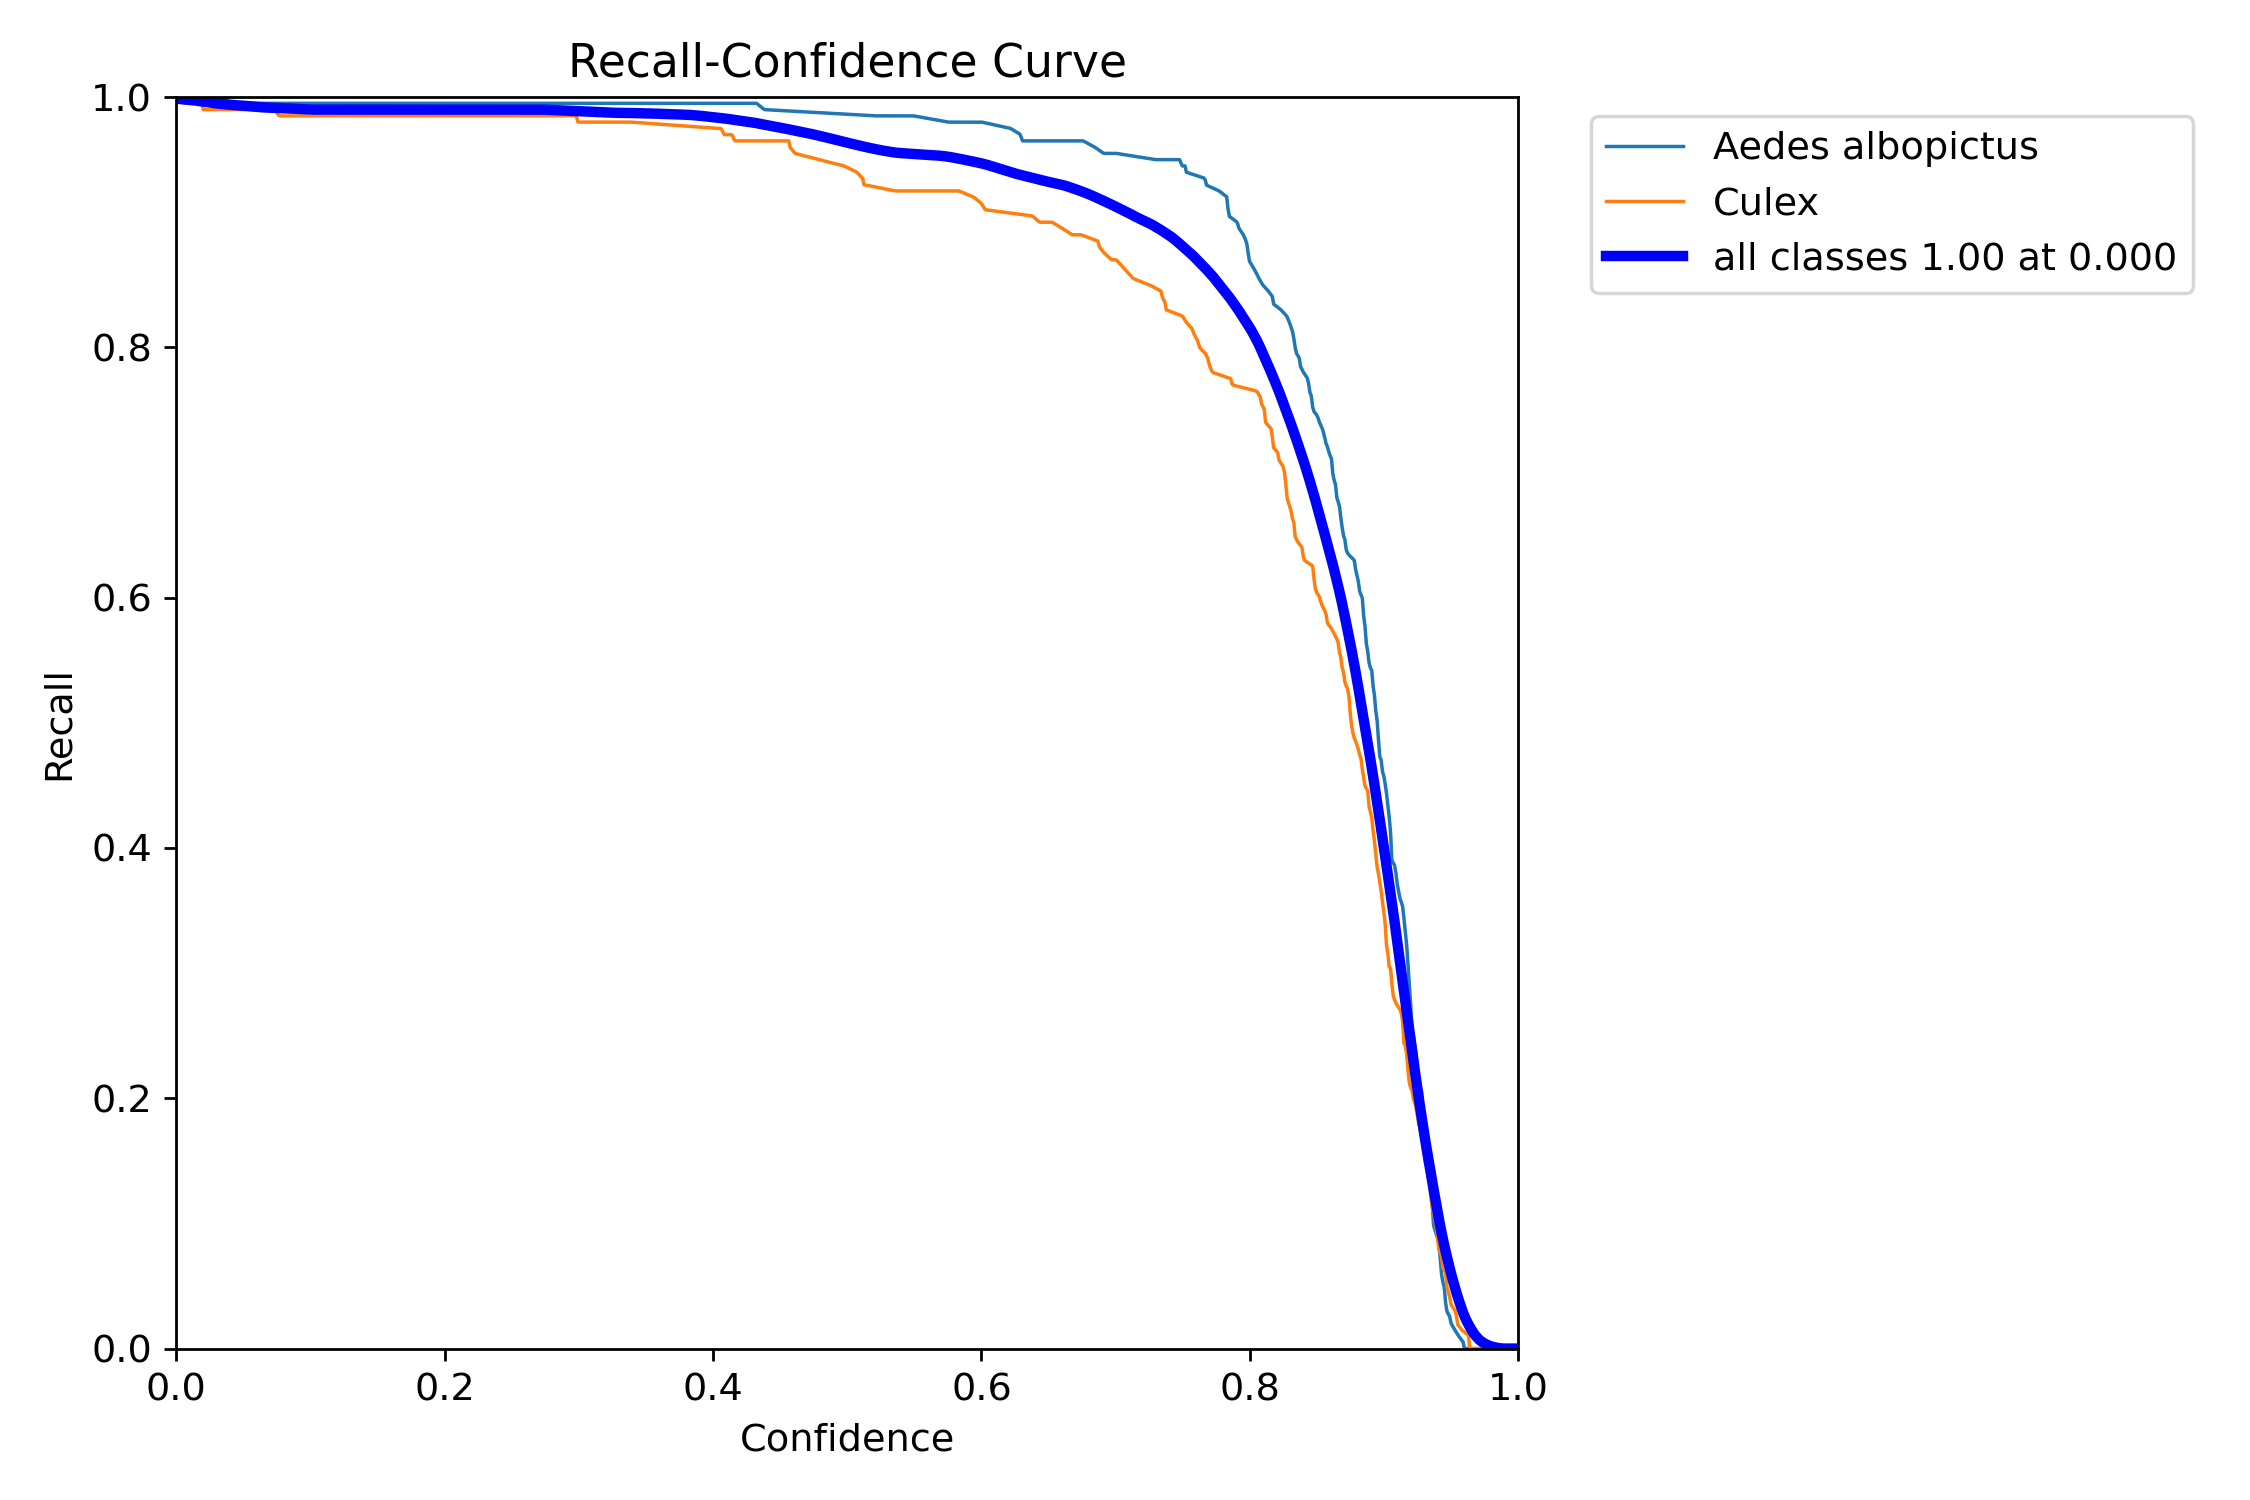 Recall-Confidence Curve
1.0
0.8
0.6
0.4
0.2
0.0
Recall
0.0 0.2 0.4 0.6 0.8 1.0
Confidence
Aedes albopictus
Culex
all classes 1.00 at 0.000